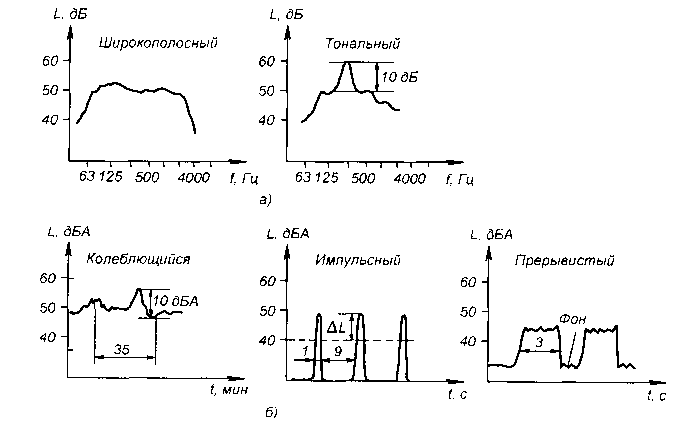 L, дБ
Широкополосный
60
50
40
63 125 500 4000 f, Гц
L, дБ
Тональный
60
50
40
10 дБ
63 125 500 4000 f, Гц
а)
L, дБА
Колеблющийся
60
50
40
10 дБА
35
t, мин
L, дБА
Импульсный
60
50
40
ΔL
1 9
t, с
L, дБА
Прерывистый
60
50
40
Фон
3
t, с
б)